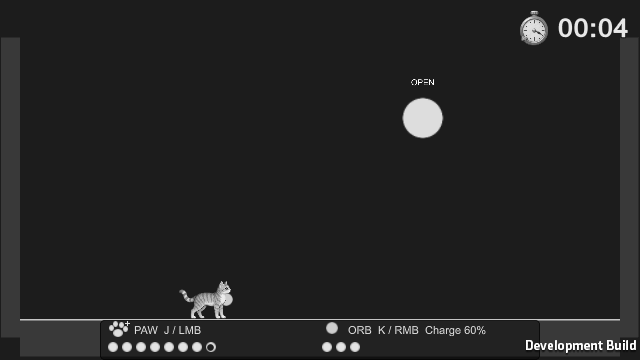 00:04
OPEN
PAW J / LMB
ORB K / RMB Charge 60%
Development Build